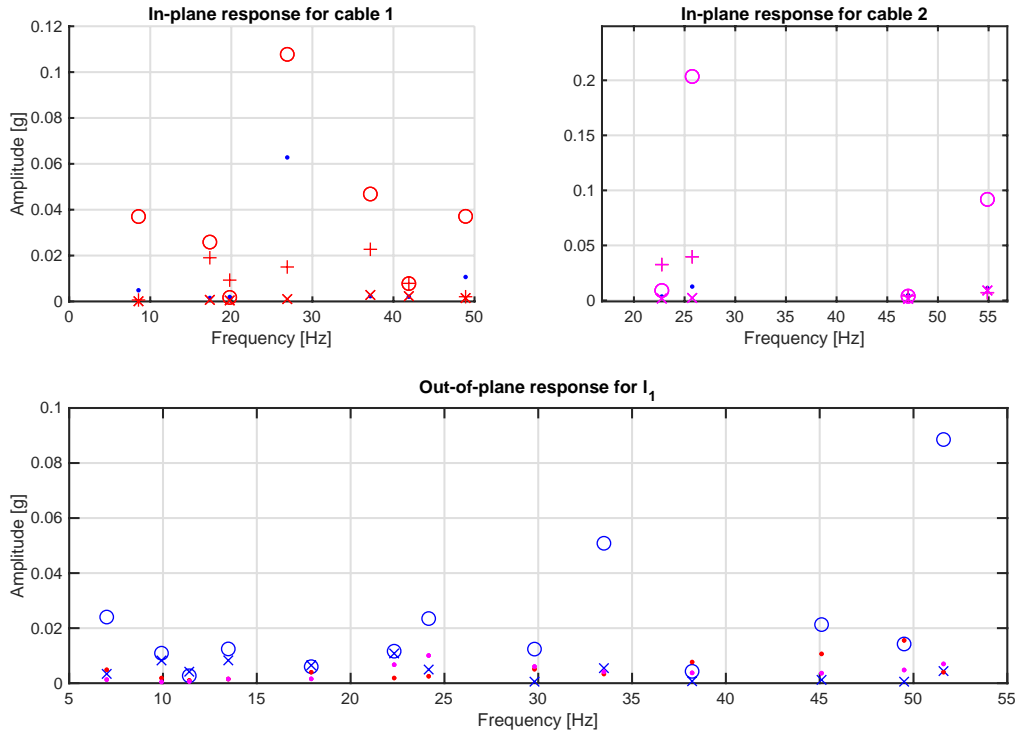 In-plane response for cable 1
0.12
0.1
0.08
0.06
0.04
0.02
0
Amplitude [g]
0 10 20 30 40 50
Frequency [Hz]
In-plane response for cable 2
0.2
0.15
0.1
0.05
0
20 25 30 35 40 45 50 55
Frequency [Hz]
Out-of-plane response for l₁
0.1
0.08
0.06
0.04
0.02
0
Amplitude [g]
5 10 15 20 25 30 35 40 45 50 55
Frequency [Hz]